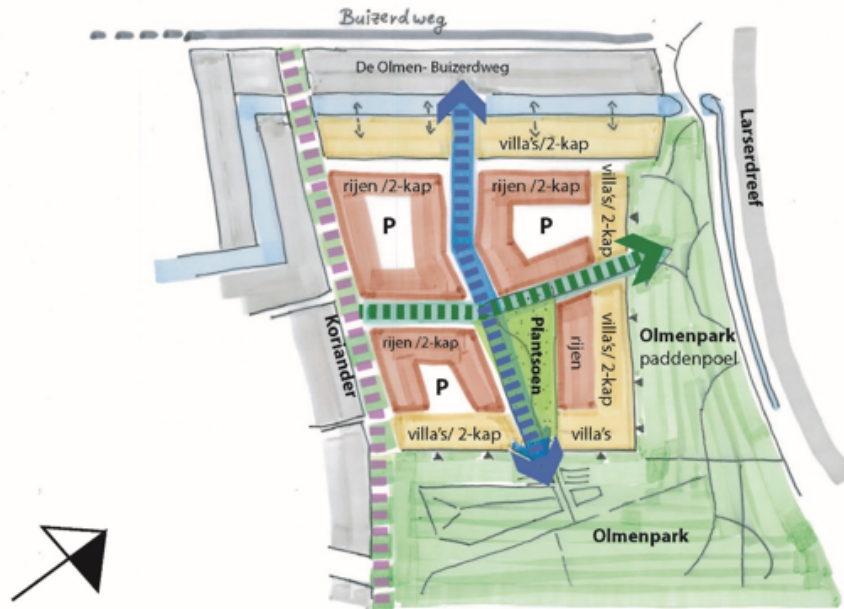 Buizerdweg
De Olmen- Buizerdweg
villa's/2-kap
rijen /2-kap
rijen /2-kap
villa's/ 2-kap
P
P
Larserdreef
Koriander
rijen /2-kap
P
Plantsoen
rijen
villa's/ 2-kap
Olmenpark
paddenpoel
villa's/ 2-kap
villa's
Olmenpark